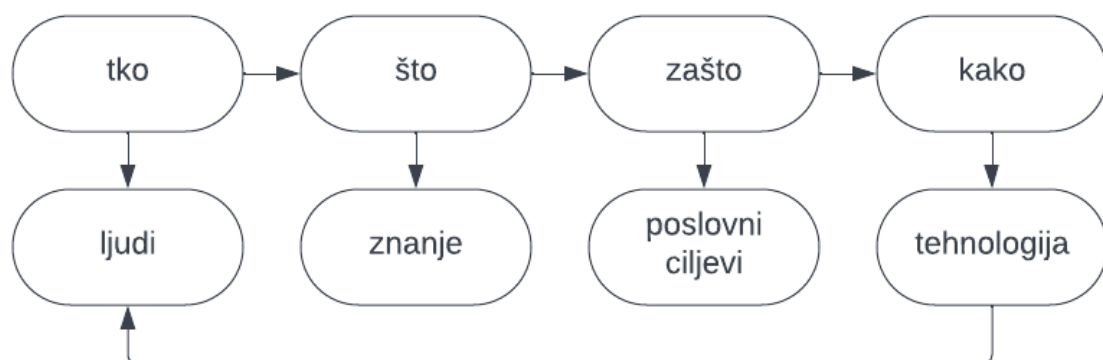 tko
što
zašto
kako
ljudi
znanje
poslovni
ciljevi
tehnologija